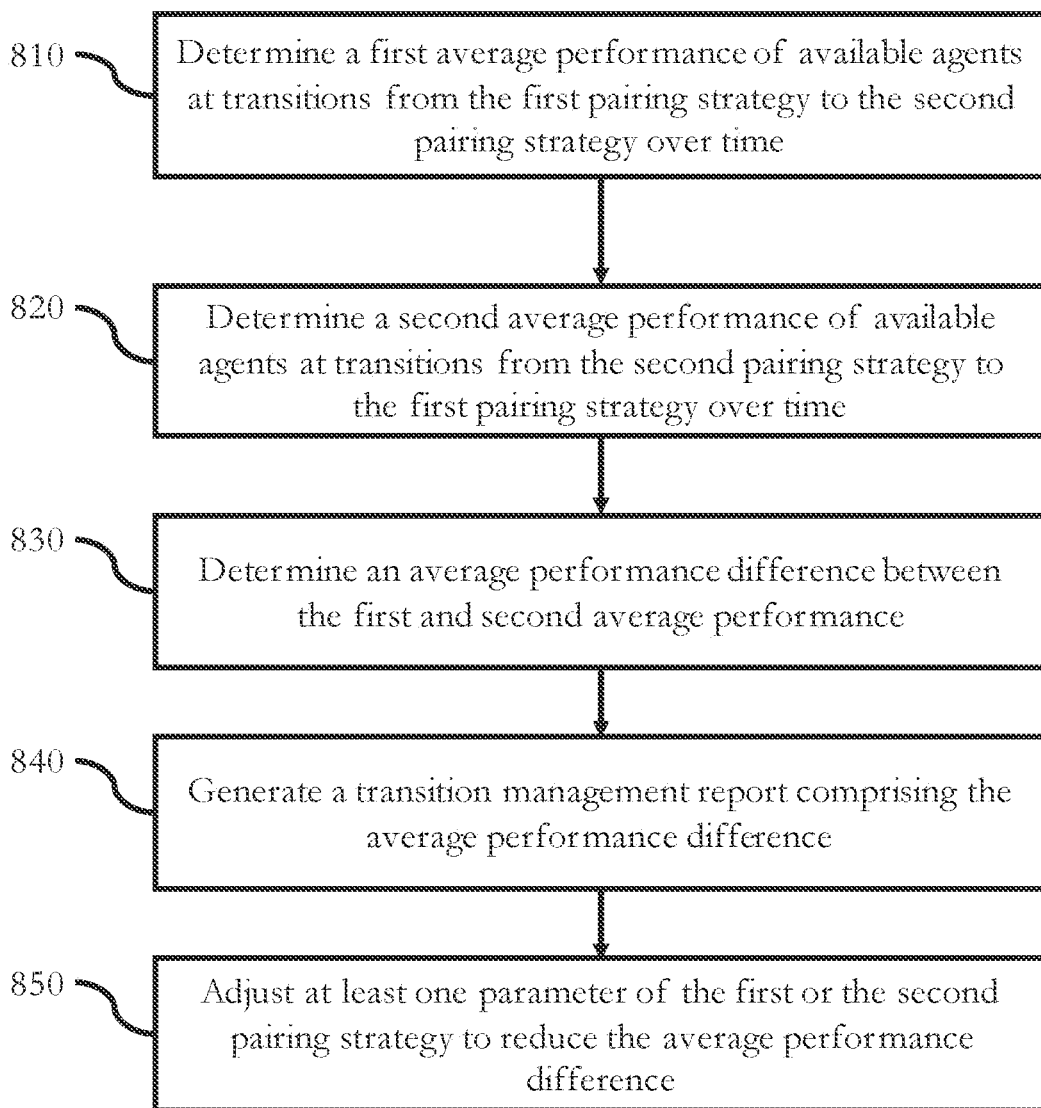 810
Determine a first average performance of available agents
at transitions from the first pairing strategy to the second
pairing strategy over time
820
Determine a second average performance of available
agents at transitions from the second pairing strategy to
the first pairing strategy over time
830
Determine an average performance difference between
the first and second average performance
840
Generate a transition management report comprising the
average performance difference
850
Adjust at least one parameter of the first or the second
pairing strategy to reduce the average performance
difference